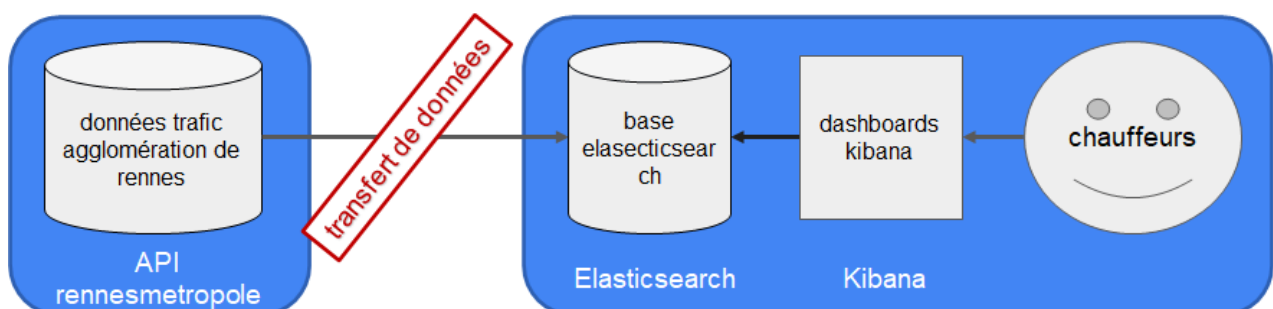 données trafic
agglomération de
rennes
API
rennesmetropole
transfert de données
base
elasecticsear
ch
Elasticsearch
dashboards
kibana
Kibana
chauffeurs